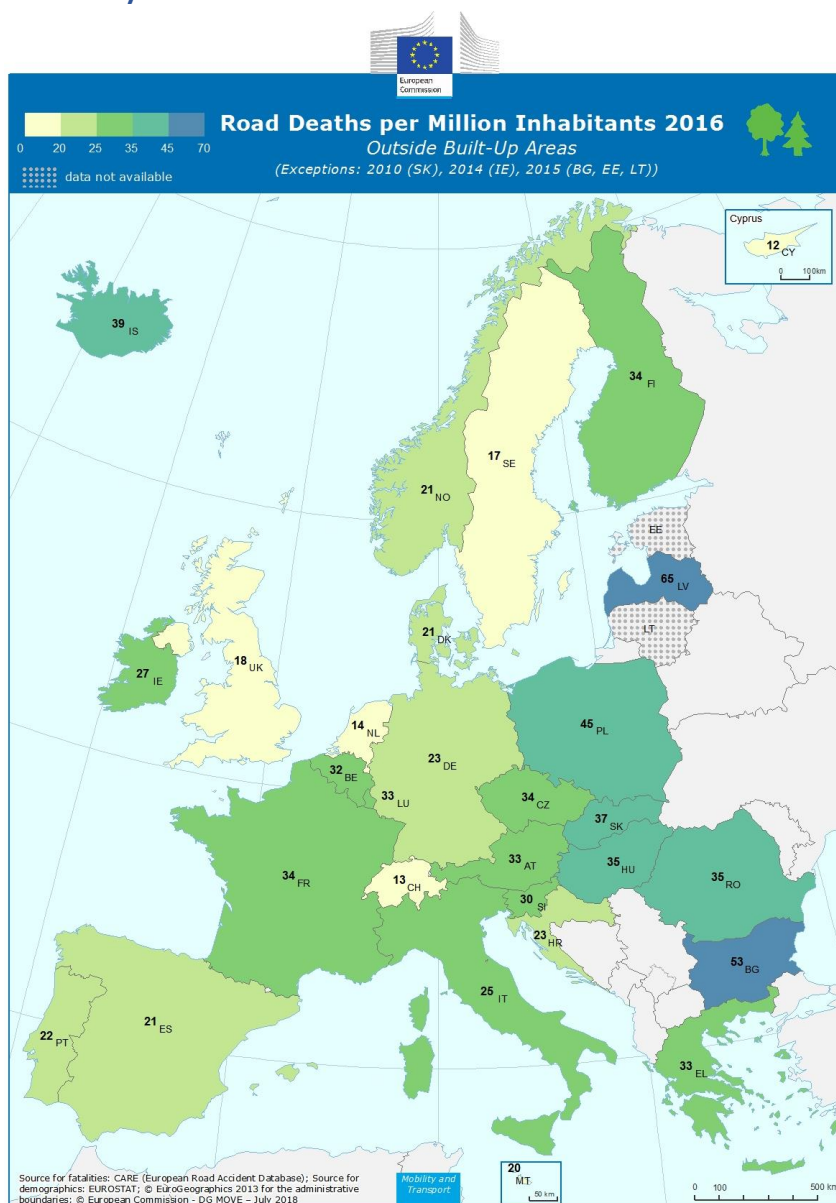 European
Commission
Road Deaths per Million Inhabitants 2016
Outside Built-Up Areas
(Exceptions: 2010 (SK), 2014 (IE), 2015 (BG, EE, LT))
0 20 25 35 45 70
data not available
Cyprus
12 CY
0 100km
39 IS
34 FI
17 SE
21 NO
EE
65 LV
LT
21 DK
27 IE
18 UK
14 NL
45 PL
23 DE
32 BE
33 LU
34 CZ
37 SK
33 AT
35 HU
35 RO
34 FR
13 CH
30 SI
23 HR
53 BG
25 IT
21 ES
22 PT
33 EL
20
MT
50 km
0 100 500 km
Source for fatalities: CARE (European Road Accident Database); Source for
demographics: EUROSTAT; © EuroGeographics 2013 for the administrative
boundaries; © European Commission - DG MOVE – July 2018
Mobility and
Transport